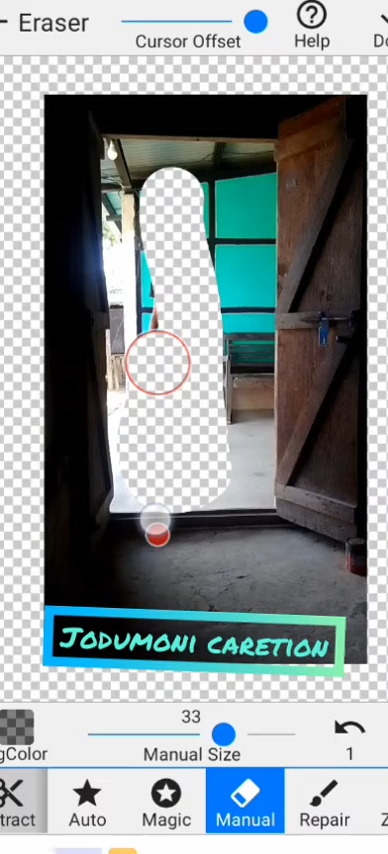 Eraser
Cursor Offset
Help
JODUMONI CARETION
33
Manual Size
1
Auto
Magic
Manual
Repair